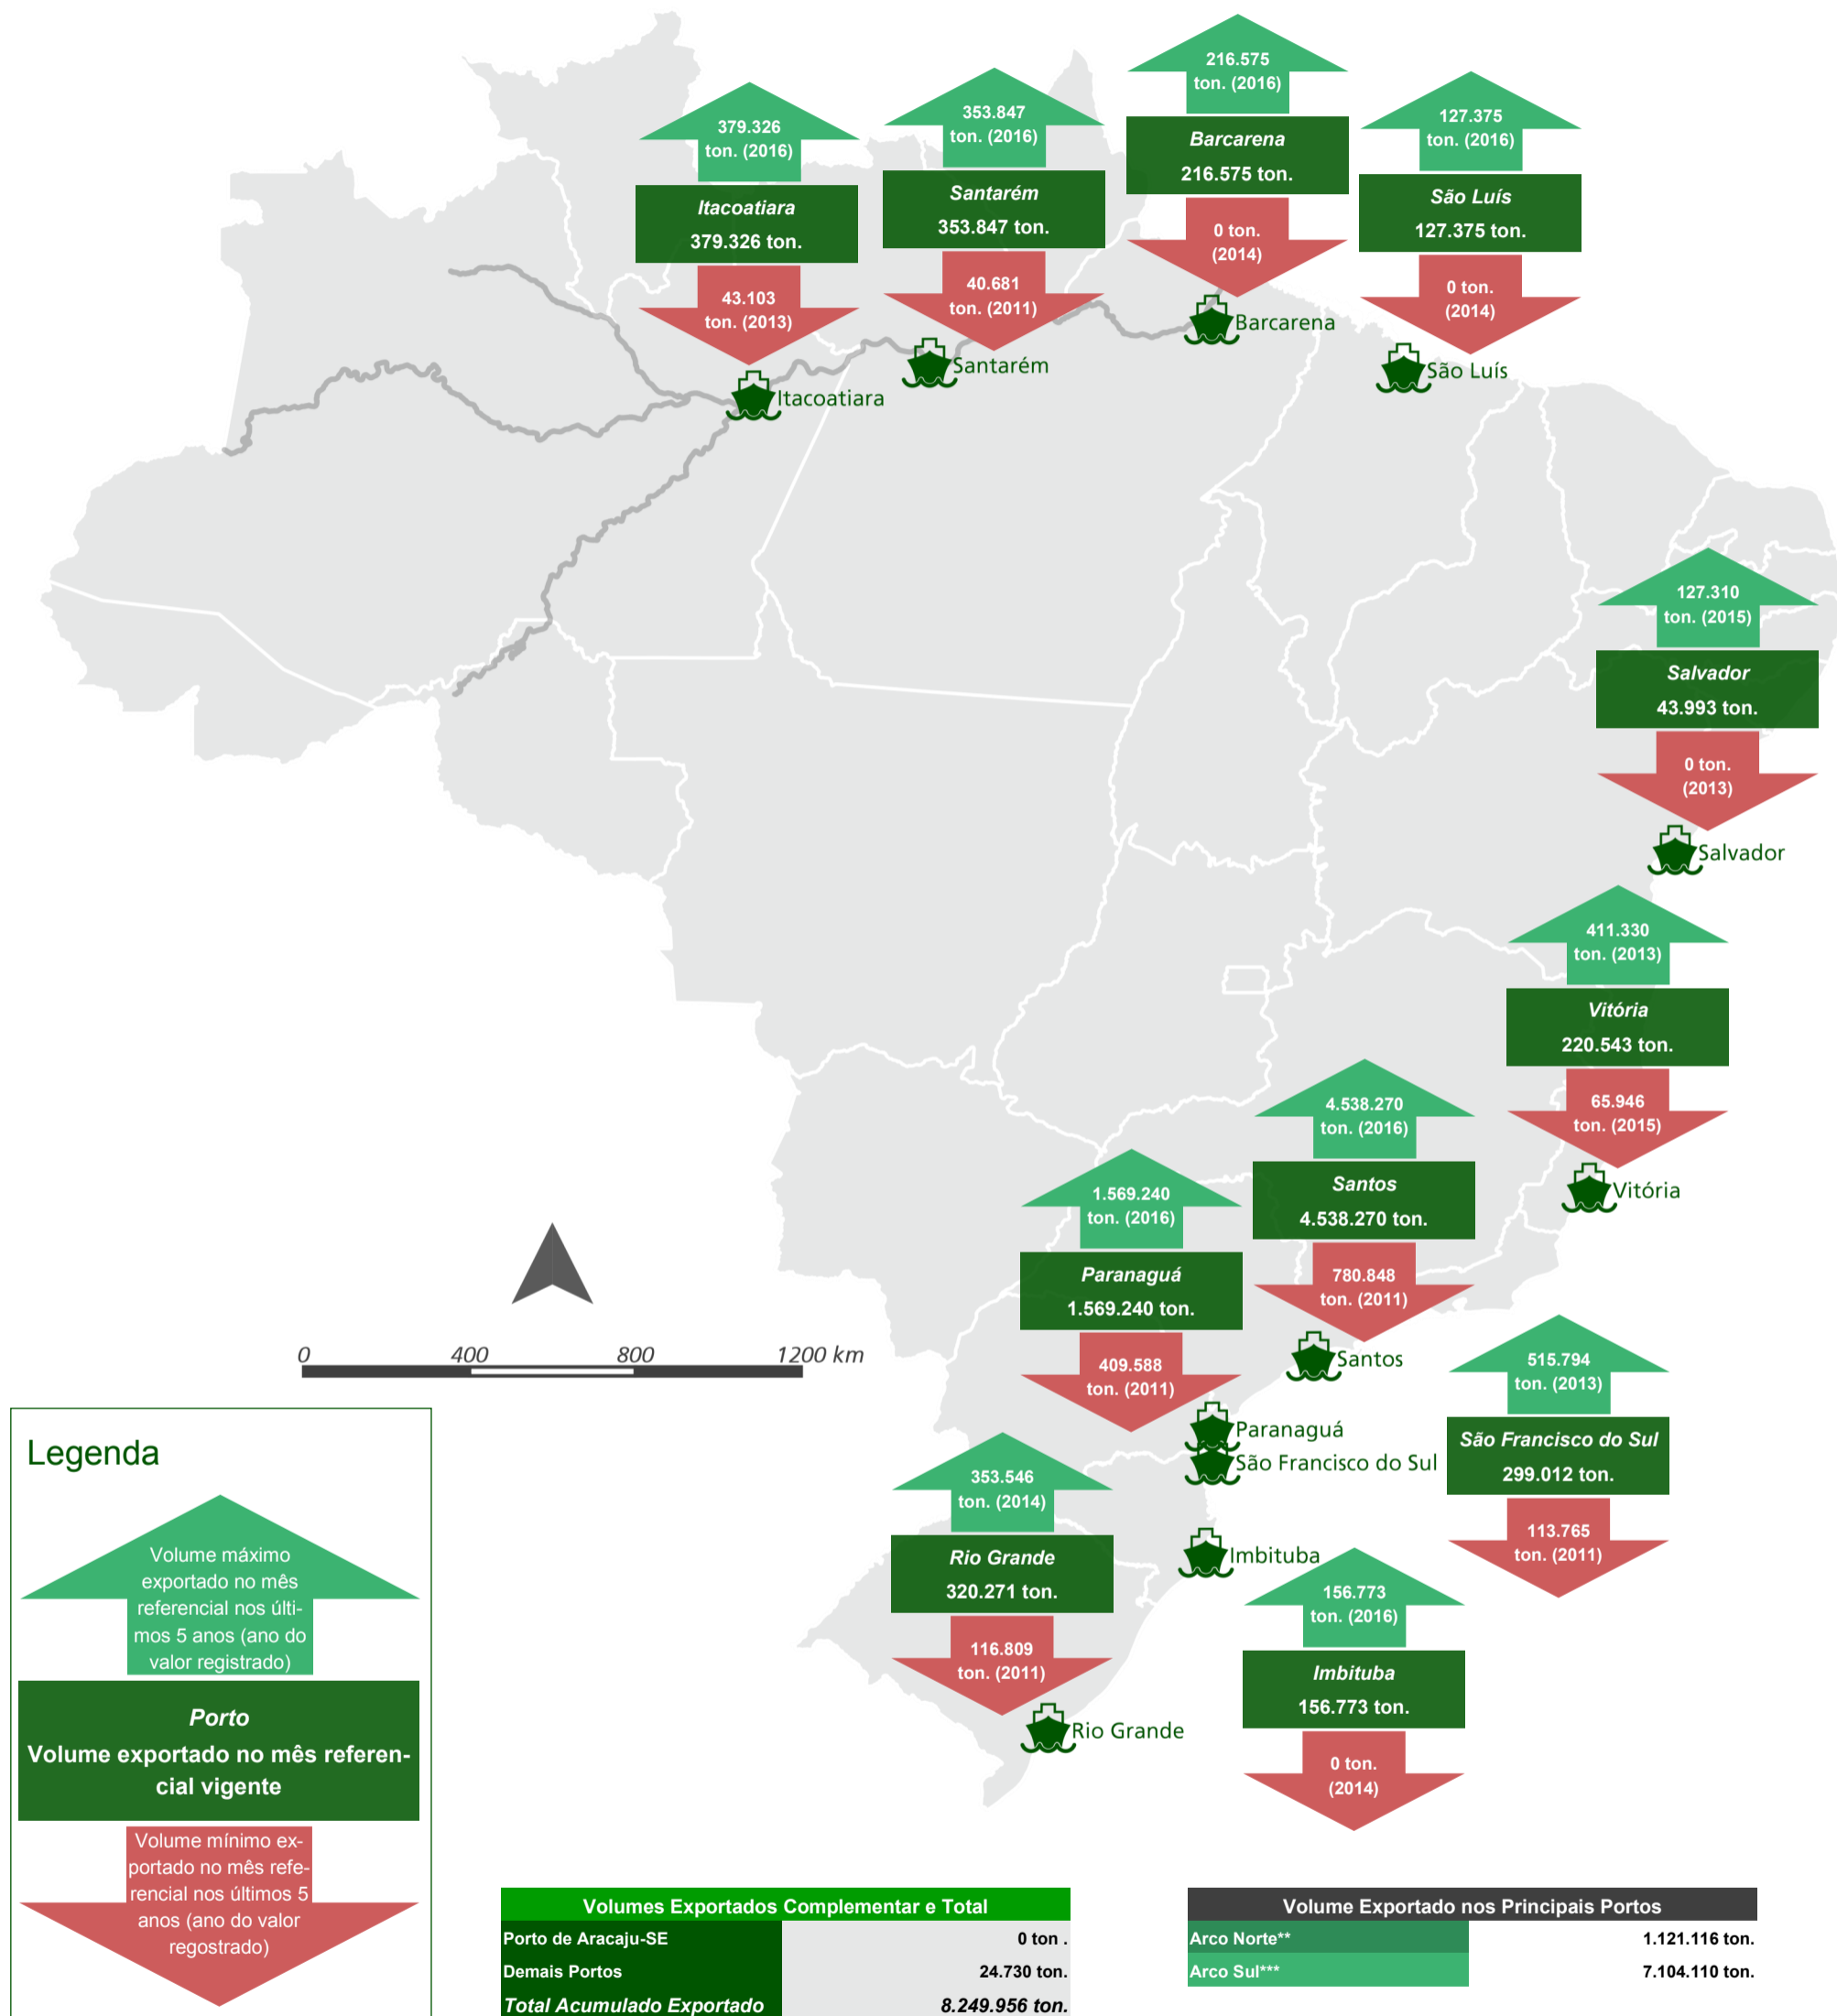 216.575
ton. (2016)
Barcarena
216.575 ton.
0 ton.
(2014)
Barcarena
353.847
ton. (2016)
Santarém
353.847 ton.
40.681
ton. (2011)
Santarém
127.375
ton. (2016)
São Luís
127.375 ton.
0 ton.
(2014)
São Luís
379.326
ton. (2016)
Itacoatiara
379.326 ton.
43.103
ton. (2013)
Itacoatiara
127.310
ton. (2015)
Salvador
43.993 ton.
0 ton.
(2013)
Salvador
411.330
ton. (2013)
Vitória
220.543 ton.
65.946
ton. (2015)
Vitória
4.538.270
ton. (2016)
Santos
4.538.270 ton.
780.848
ton. (2011)
Santos
1.569.240
ton. (2016)
Paranaguá
1.569.240 ton.
409.588
ton. (2011)
Paranaguá
São Francisco do Sul
515.794
ton. (2013)
São Francisco do Sul
299.012 ton.
113.765
ton. (2011)
0 400 800 1200 km
353.546
ton. (2014)
Rio Grande
320.271 ton.
116.809
ton. (2011)
Rio Grande
Imbituba
156.773
ton. (2016)
Imbituba
156.773 ton.
0 ton.
(2014)
Legenda
Volume máximo
exportado no mês
referencial nos últi-
mos 5 anos (ano do
valor registrado)
Porto
Volume exportado no mês referen-
cial vigente
Volume mínimo ex-
portado no mês refe-
rencial nos últimos 5
anos (ano do valor
regostrado)
Volumes Exportados Complementar e Total
Porto de Aracaju-SE 0 ton .
Demais Portos 24.730 ton.
Total Acumulado Exportado 8.249.956 ton.
Volume Exportado nos Principais Portos
Arco Norte** 1.121.116 ton.
Arco Sul*** 7.104.110 ton.